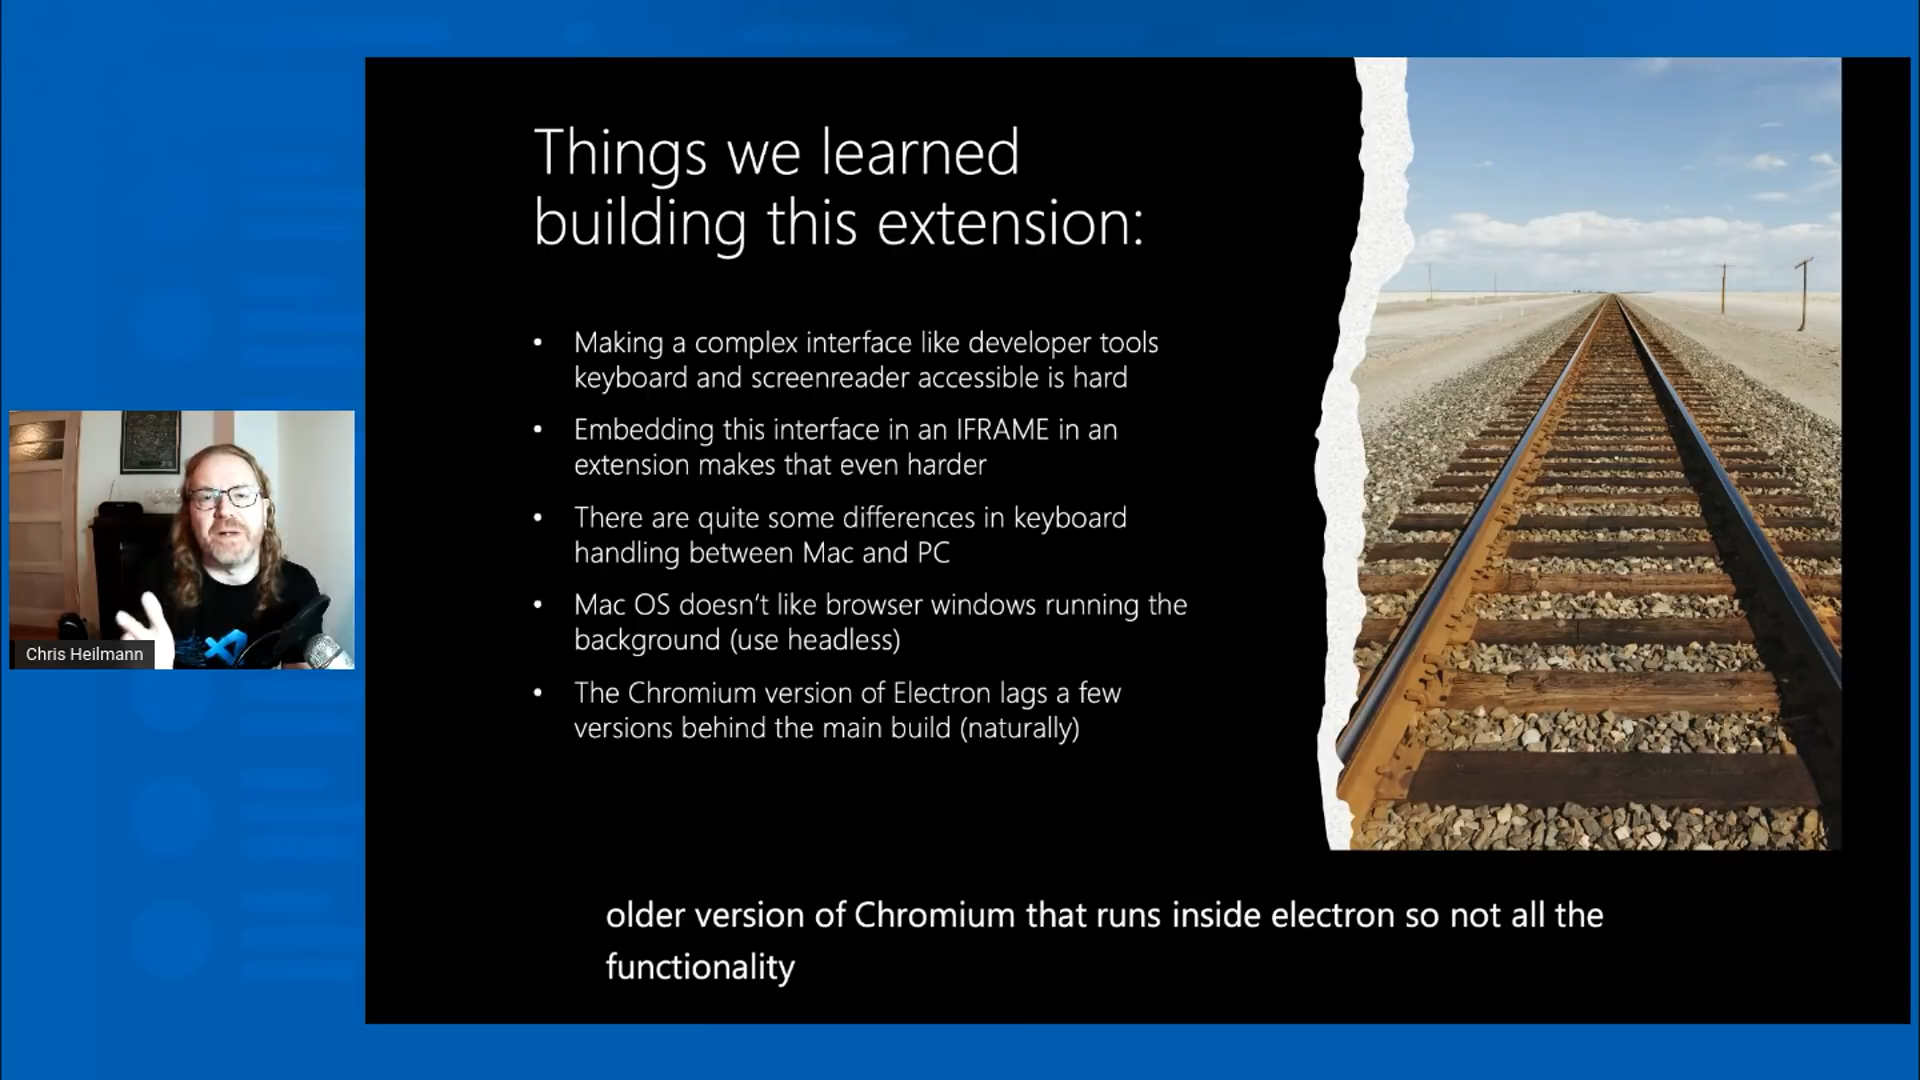 Things we learned
building this extension:
• Making a complex interface like developer tools
keyboard and screenreader accessible is hard
• Embedding this interface in an IFRAME in an
extension makes that even harder
• There are quite some differences in keyboard
handling between Mac and PC
• Mac OS doesn't like browser windows running the
background (use headless)
• The Chromium version of Electron lags a few
versions behind the main build (naturally)
Chris Heilmann
older version of Chromium that runs inside electron so not all the
functionality